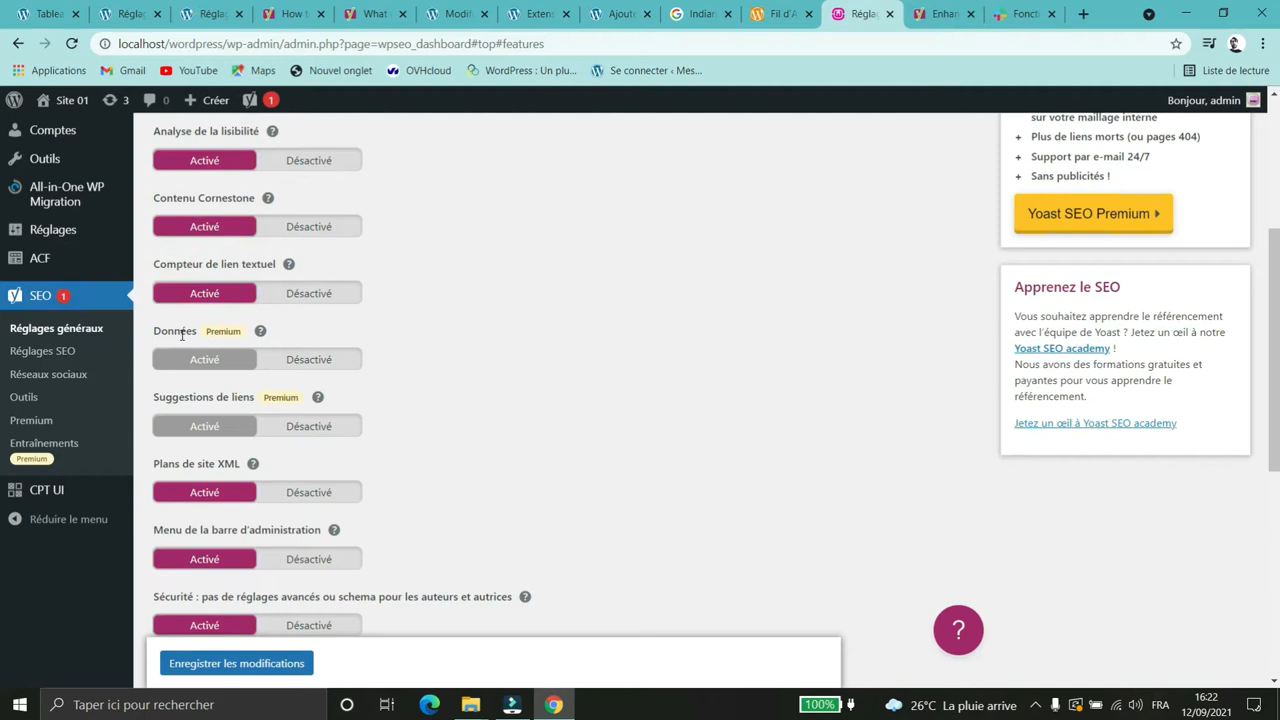 Tableau
Réglag
Réglag
How t
What
Modif
Extens
Ajoute
Indian
Fil d'A
Réglag
Enhan
Foncti
localhost/wordpress/wp-admin/admin.php?page=wpseo_dashboard#top#features
Applications
Gmail
YouTube
Maps
Nouvel onglet
OVHcloud
WordPress : Un plu...
Se connecter ‹ Mes...
Liste de lecture
Site 01
3
0
Créer
1
Bonjour, admin
Comptes
Outils
All-in-One WP
Migration
Réglages
ACF
SEO 1
Réglages généraux
Réglages SEO
Réseaux sociaux
Outils
Premium
Entraînements
Premium
CPT UI
Réduire le menu
Analyse de la lisibilité ?
Activé Désactivé
Contenu Cornestone ?
Activé Désactivé
Compteur de lien textuel ?
Activé Désactivé
Données Premium ?
Activé Désactivé
Suggestions de liens Premium ?
Activé Désactivé
Plans de site XML ?
Activé Désactivé
Menu de la barre d'administration ?
Activé Désactivé
Sécurité : pas de réglages avancés ou schema pour les auteurs et autrices ?
Activé Désactivé
Enregistrer les modifications
sur votre maillage interne
+ Plus de liens morts (ou pages 404)
+ Support par e-mail 24/7
+ Sans publicités !
Yoast SEO Premium
Apprenez le SEO
Vous souhaitez apprendre le référencement
avec l'équipe de Yoast ? Jetez un œil à notre
Yoast SEO academy !
Nous avons des formations gratuites et
payantes pour vous apprendre le
référencement.
Jetez un œil à Yoast SEO academy
?
Taper ici pour rechercher
100%
26°C La pluie arrive
FRA
16:22
12/09/2021